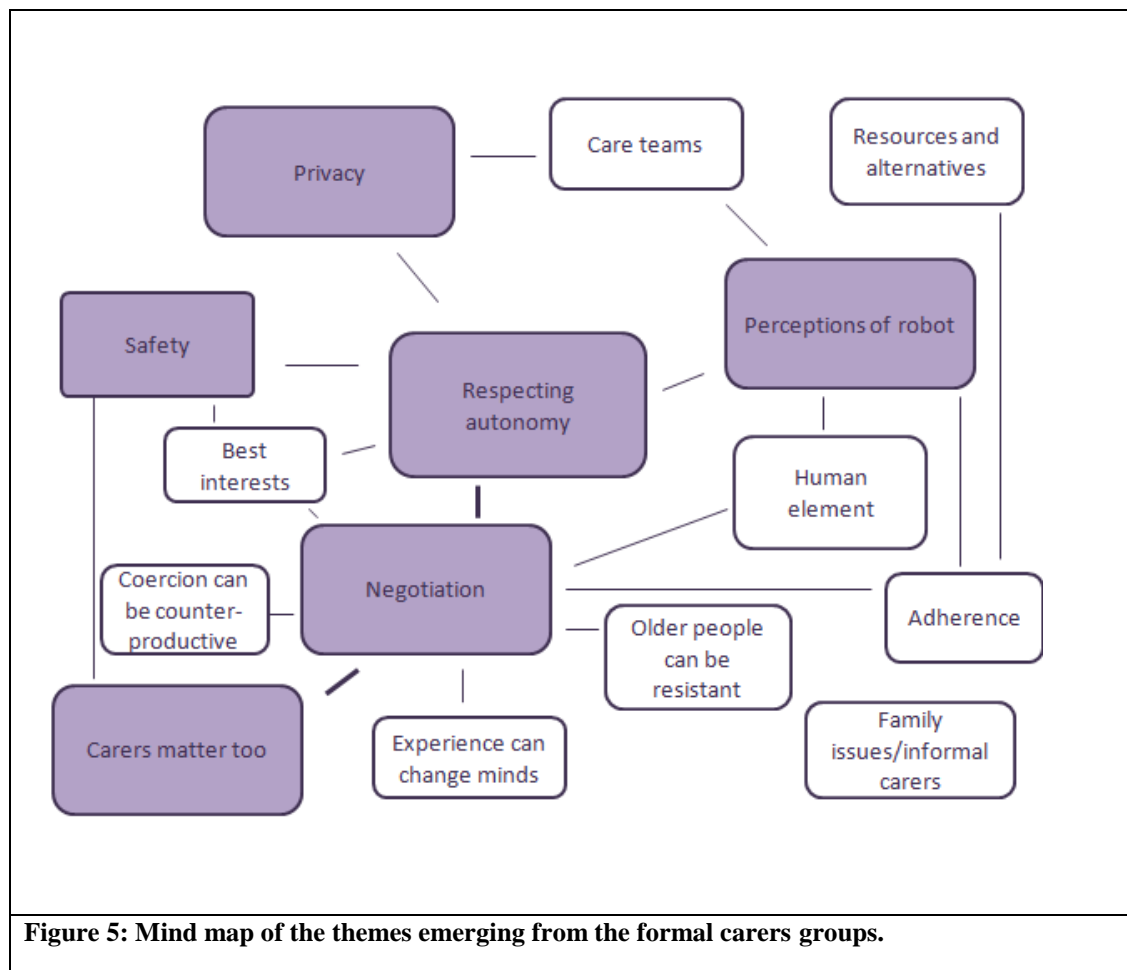 Privacy
Care teams
Resources and
alternatives
Safety
Perceptions of robot
Respecting
autonomy
Best
interests
Human
element
Coercion can
be counter-
productive
Negotiation
Older people
can be
resistant
Adherence
Carers matter too
Experience can
change minds
Family
issues/informal
carers
Figure 5: Mind map of the themes emerging from the formal carers groups.